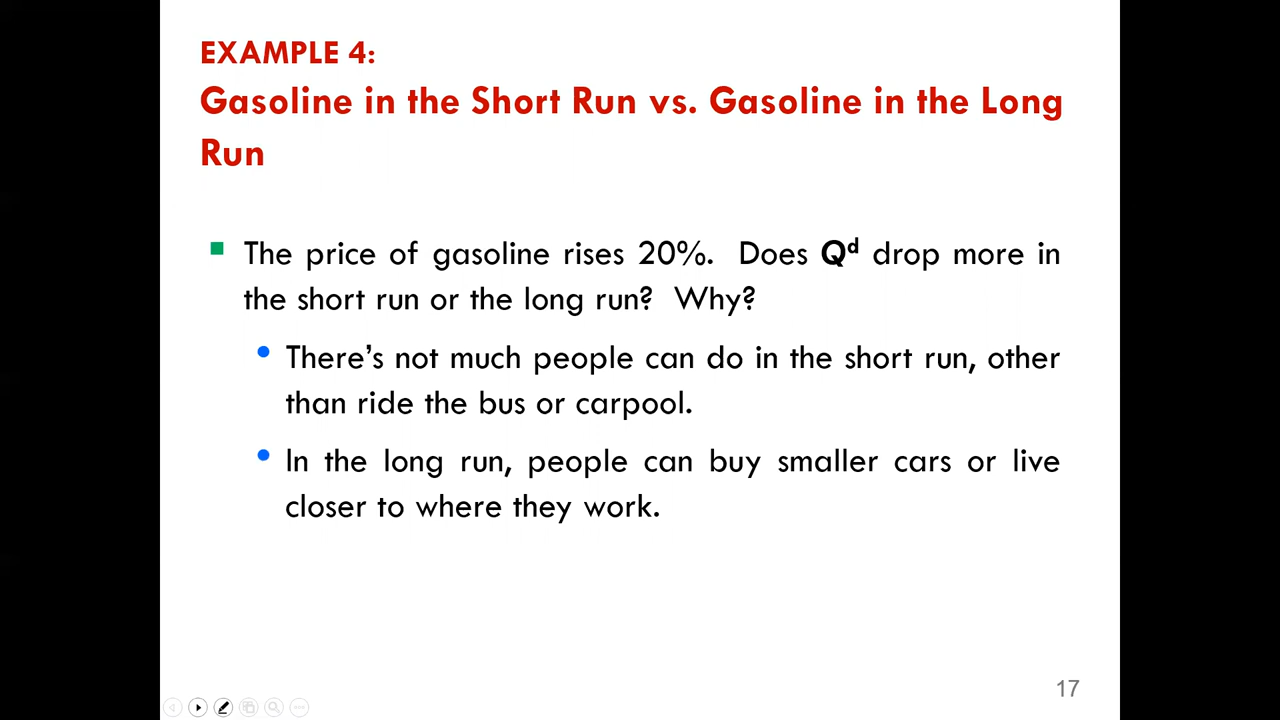 EXAMPLE 4:
Gasoline in the Short Run vs. Gasoline in the Long
Run
The price of gasoline rises 20%. Does Qᵈ drop more in
the short run or the long run? Why?
There’s not much people can do in the short run, other
than ride the bus or carpool.
In the long run, people can buy smaller cars or live
closer to where they work.
17